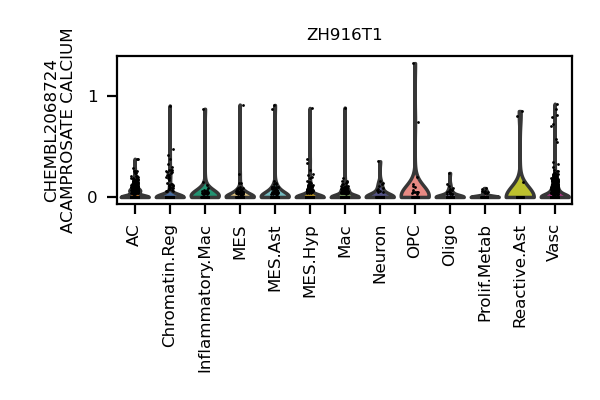 ZH916T1
CHEMBL2068724
ACAMPROSATE CALCIUM
1
0
AC
Chromatin.Reg
Inflammatory.Mac
MES
MES.Ast
MES.Hyp
Mac
Neuron
OPC
Oligo
Prolif.Metab
Reactive.Ast
Vasc